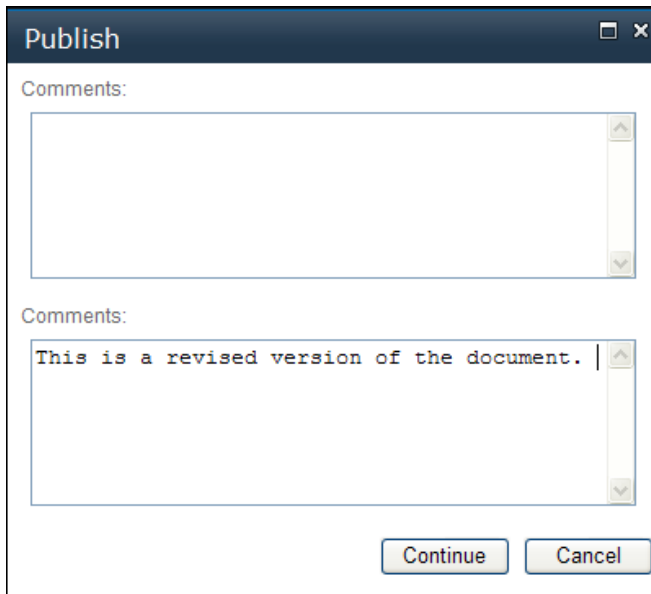 Publish
Comments:
Comments:
This is a revised version of the document.
Continue Cancel